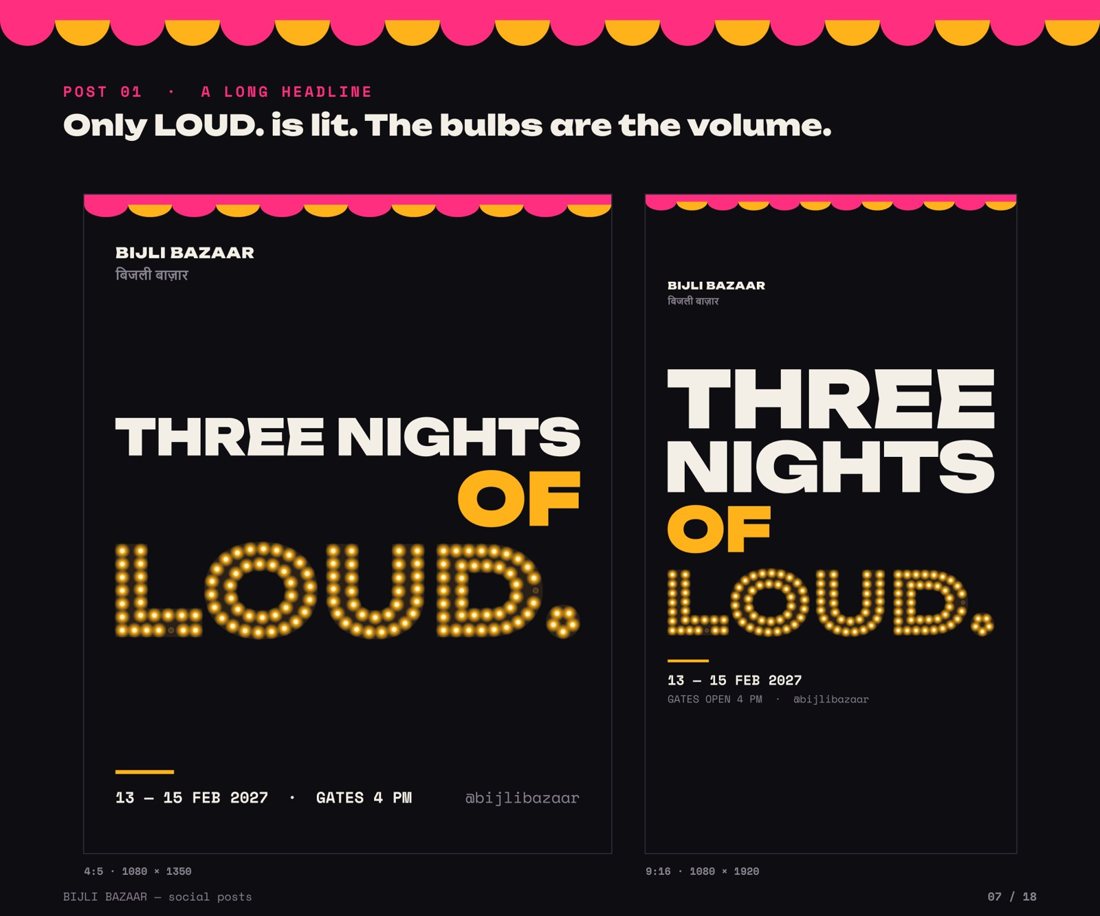 POST 01 · A LONG HEADLINE
Only LOUD. is lit. The bulbs are the volume.
BIJLI BAZAAR
बिजली बाज़ार
THREE NIGHTS
OF
LOUD.
13 — 15 FEB 2027 · GATES 4 PM @bijlibazaar
4:5 · 1080 × 1350
BIJLI BAZAAR
बिजली बाज़ार
THREE
NIGHTS
OF
LOUD.
13 — 15 FEB 2027
GATES OPEN 4 PM · @bijlibazaar
9:16 · 1080 × 1920
BIJLI BAZAAR — social posts
07 / 18